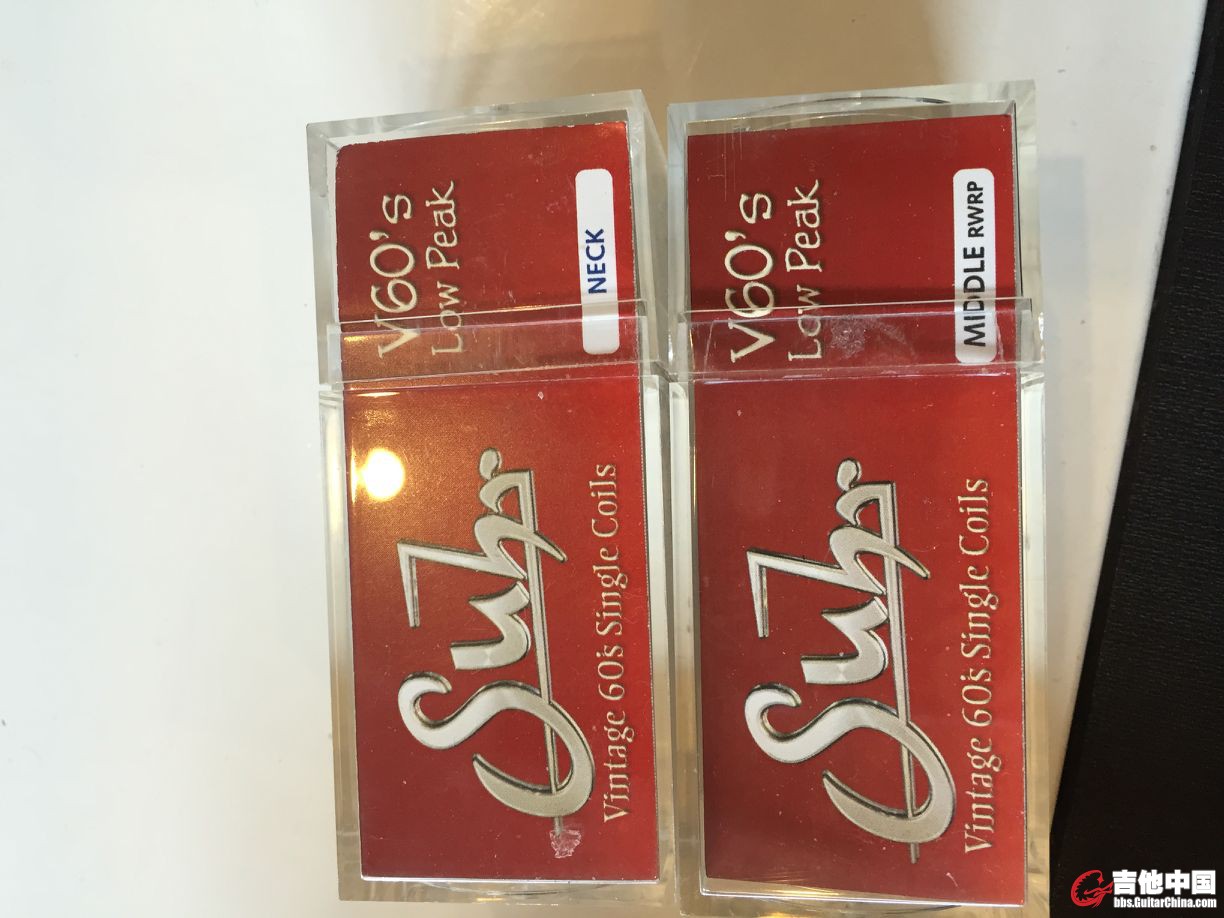 Suhr
Vintage 60's Single Coils
V60's
Low Peak
NECK
Suhr
Vintage 60's Single Coils
V60's
Low Peak
MIDDLE RWRP
吉他中国
bbs.GuitarChina.com